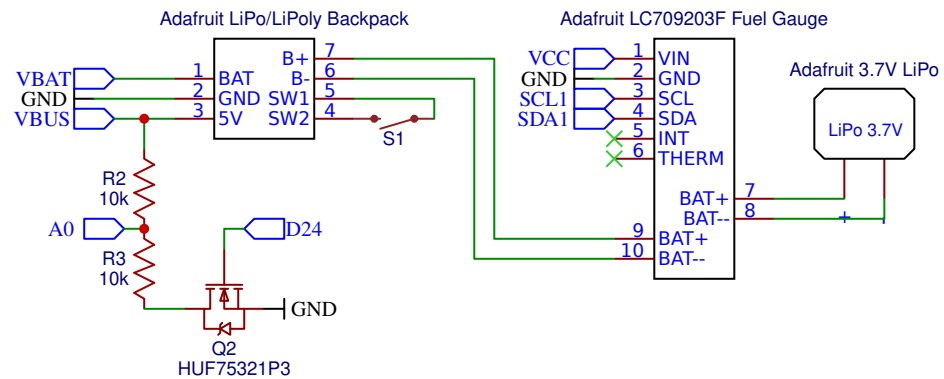 Adafruit LiPo/LiPoly Backpack
VBAT 1 BAT
GND 2 GND
VBUS 3 5V
B+ 7
B- 6
SW1 5
SW2 4
S1
R2
10k
A0
R3
10k
D24
GND
Q2
HUF75321P3
Adafruit LC709203F Fuel Gauge
VCC 1 VIN
GND 2 GND
SCL1 3 SCL
SDA1 4 SDA
5 INT
6 THERM
BAT+ 7
BAT-- 8
9 BAT+
10 BAT--
Adafruit 3.7V LiPo
LiPo 3.7V
+